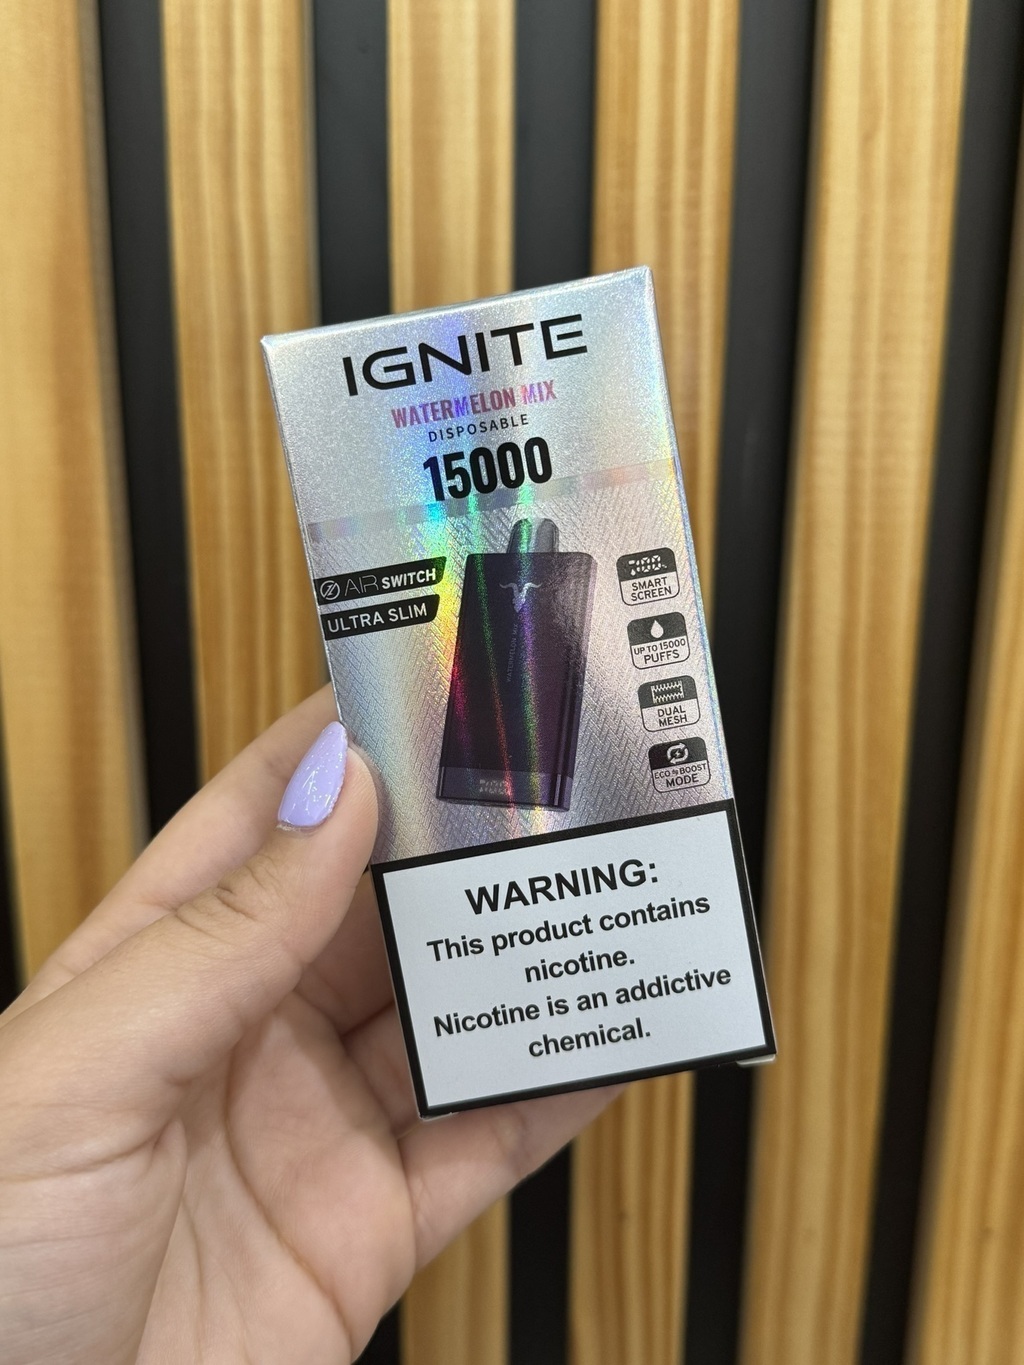 IGNITE
WATERMELON MIX
DISPOSABLE
15000
AIR SWITCH
ULTRA SLIM
SMART
SCREEN
UP TO 15000
PUFFS
DUAL
MESH
ECO BOOST
MODE
WARNING:
This product contains
nicotine.
Nicotine is an addictive
chemical.